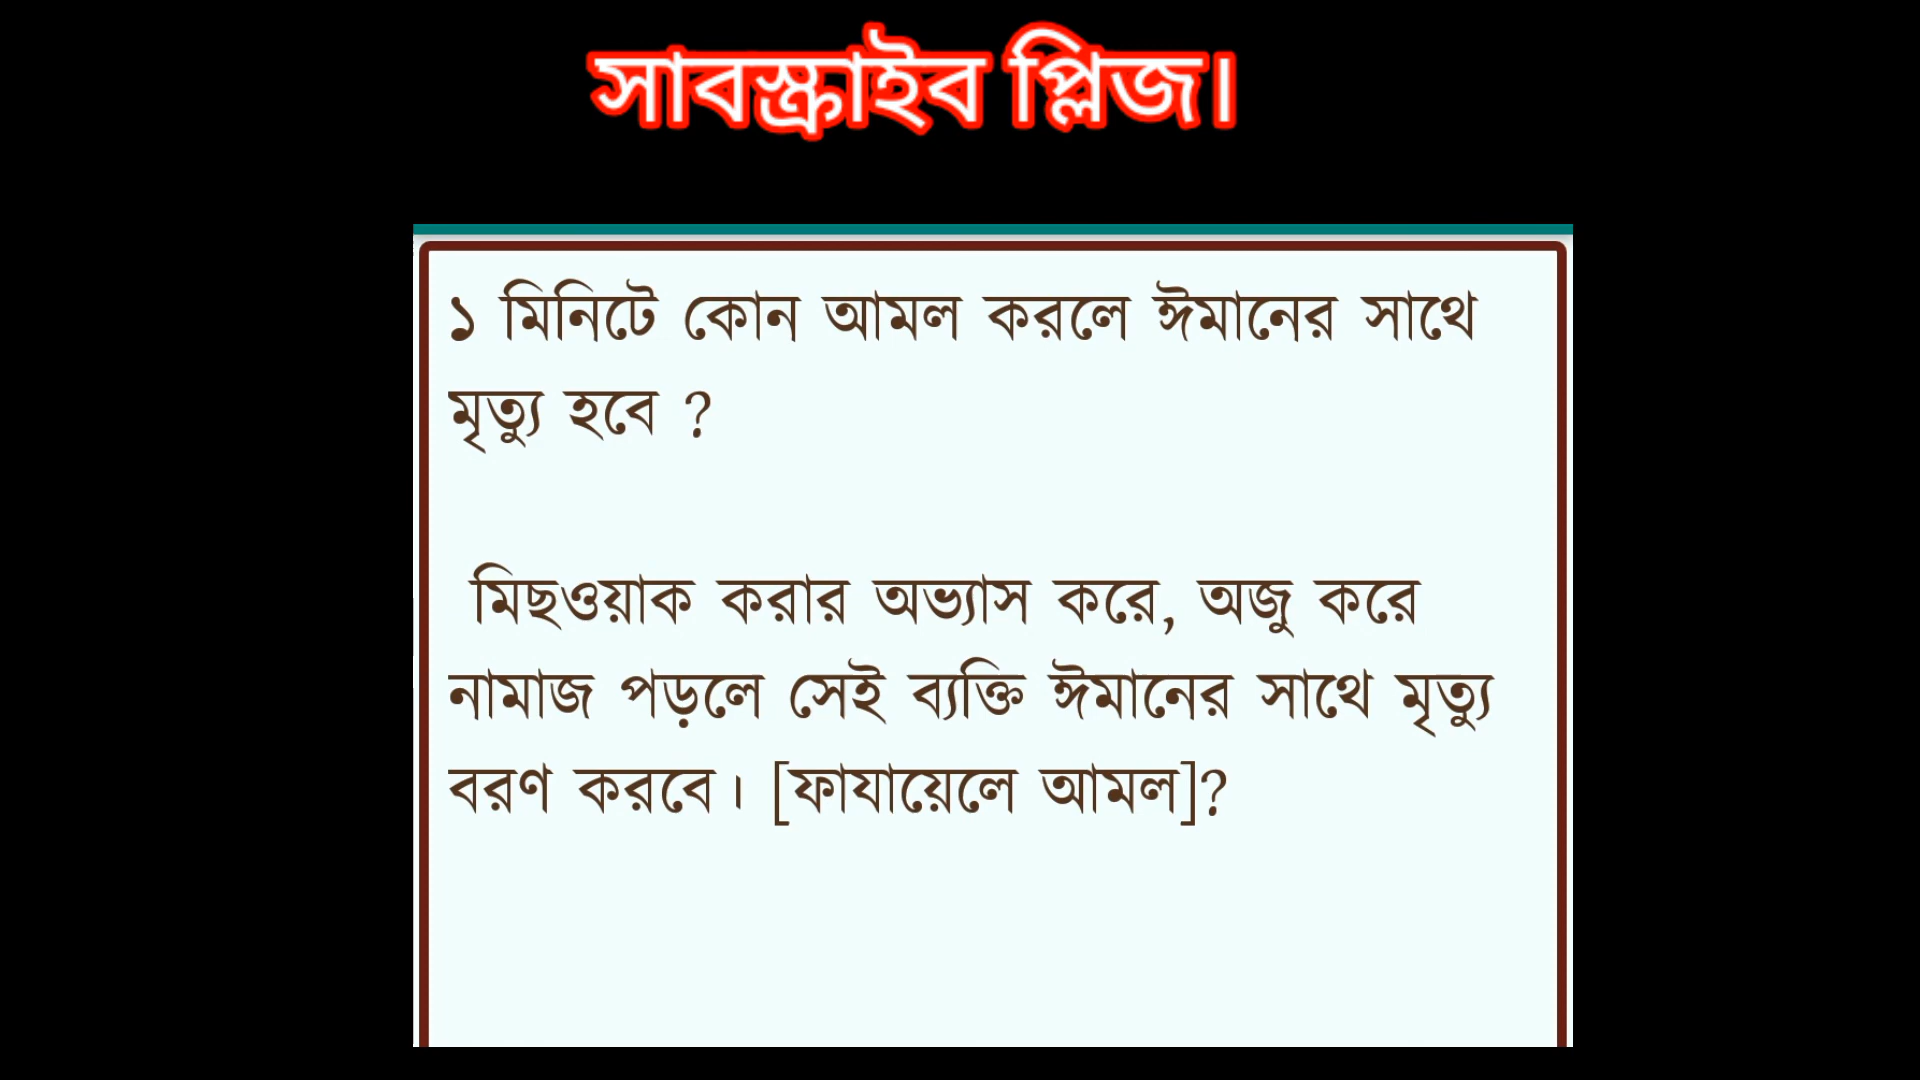 সাবস্ক্রাইব প্লিজ।
১ মিনিটে কোন আমল করলে ঈমানের সাথে
মৃত্যু হবে ?
মিছওয়াক করার অভ্যাস করে, অজু করে
নামাজ পড়লে সেই ব্যক্তি ঈমানের সাথে মৃত্যু
বরণ করবে। [ফাযায়েলে আমল]?